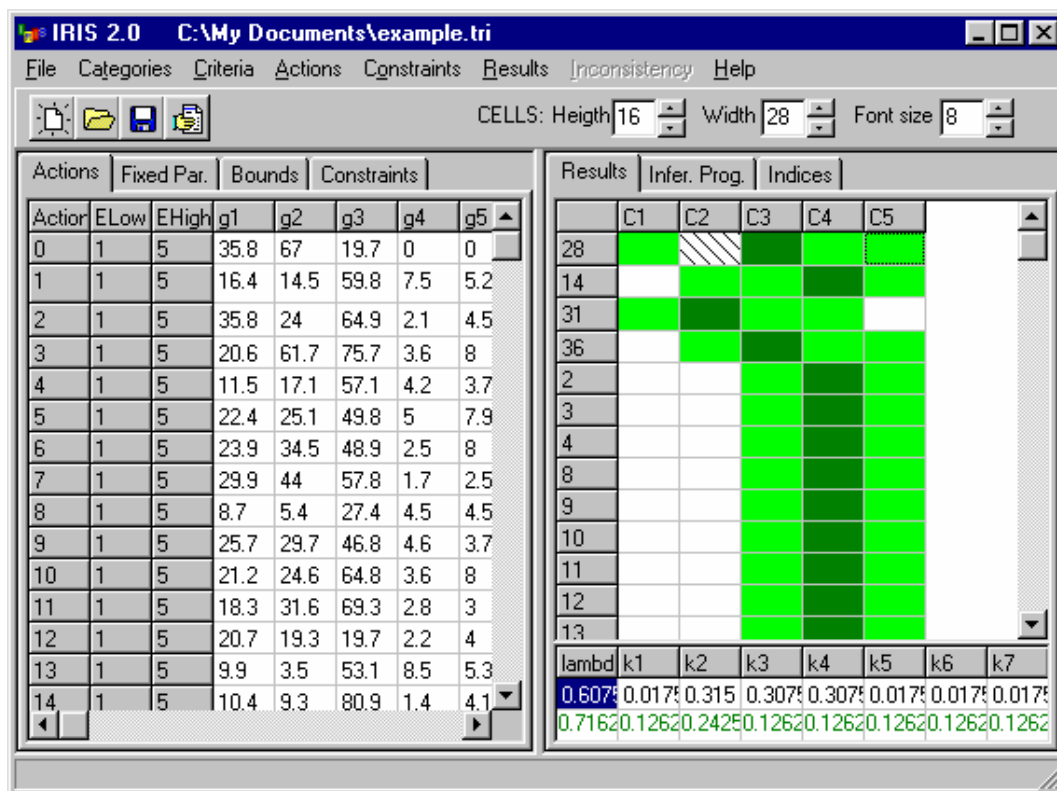 IRIS 2.0 C:\My Documents\example.tri
File Categories Criteria Actions Constraints Results Inconsistency Help
CELLS: Heigth 16 Width 28 Font size 8
Actions Fixed Par. Bounds Constraints
Action ELow EHigh g1 g2 g3 g4 g5
0 1 5 35.8 67 19.7 0 0
1 1 5 16.4 14.5 59.8 7.5 5.2
2 1 5 35.8 24 64.9 2.1 4.5
3 1 5 20.6 61.7 75.7 3.6 8
4 1 5 11.5 17.1 57.1 4.2 3.7
5 1 5 22.4 25.1 49.8 5 7.9
6 1 5 23.9 34.5 48.9 2.5 8
7 1 5 29.9 44 57.8 1.7 2.5
8 1 5 8.7 5.4 27.4 4.5 4.5
9 1 5 25.7 29.7 46.8 4.6 3.7
10 1 5 21.2 24.6 64.8 3.6 8
11 1 5 18.3 31.6 69.3 2.8 3
12 1 5 20.7 19.3 19.7 2.2 4
13 1 5 9.9 3.5 53.1 8.5 5.3
14 1 5 10.4 9.3 80.9 1.4 4.1
Results Infer. Prog. Indices
C1 C2 C3 C4 C5
28
14
31
36
2
3
4
8
9
10
11
12
13
lambd k1 k2 k3 k4 k5 k6 k7
0.6075 0.0175 0.315 0.3075 0.3075 0.0175 0.0175 0.0175
0.7162 0.1262 0.2425 0.1262 0.1262 0.1262 0.1262 0.1262